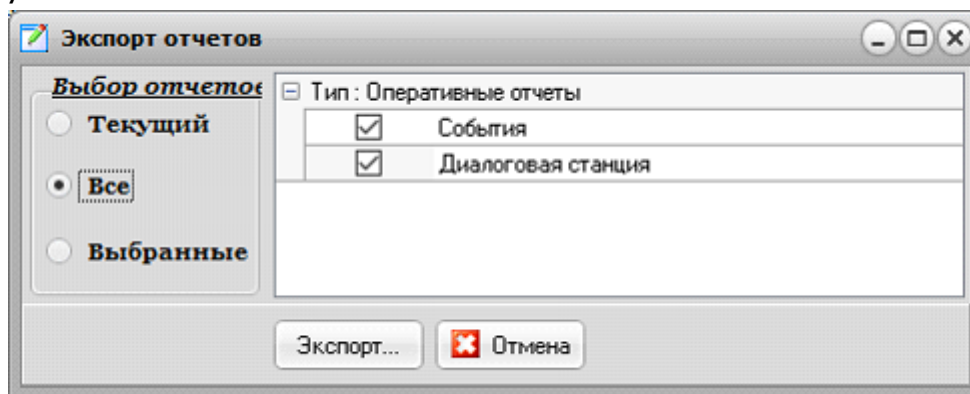 Экспорт отчетов
Выбор отчетов
Тип : Оперативные отчеты
Текущий
События
Диалоговая станция
Все
Выбранные
Экспорт...
Отмена